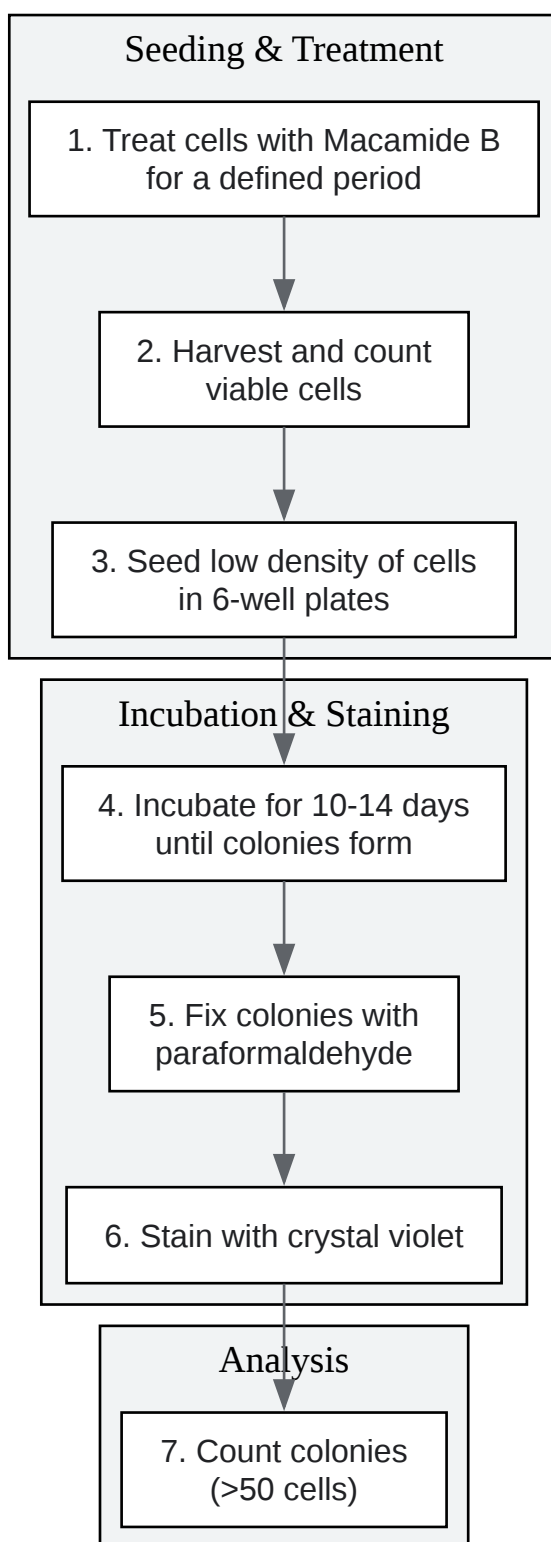 Seeding & Treatment
1. Treat cells with Macamide B
for a defined period
2. Harvest and count
viable cells
3. Seed low density of cells
in 6-well plates
Incubation & Staining
4. Incubate for 10-14 days
until colonies form
5. Fix colonies with
paraformaldehyde
6. Stain with crystal violet
Analysis
7. Count colonies
(>50 cells)